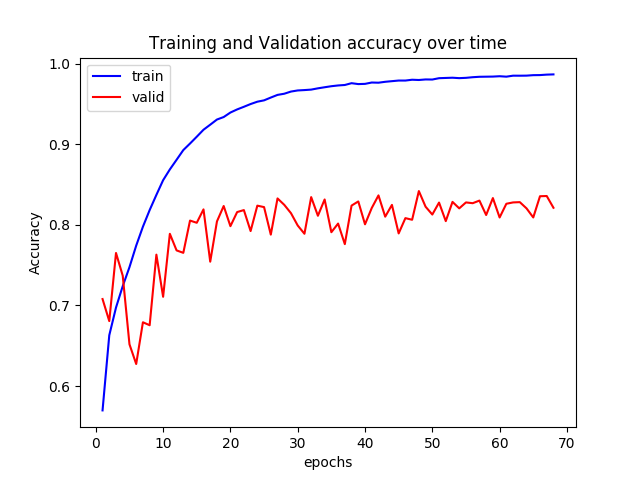 Training and Validation accuracy over time
train
valid
1.0
0.9
0.8
0.7
0.6
Accuracy
0 10 20 30 40 50 60 70
epochs